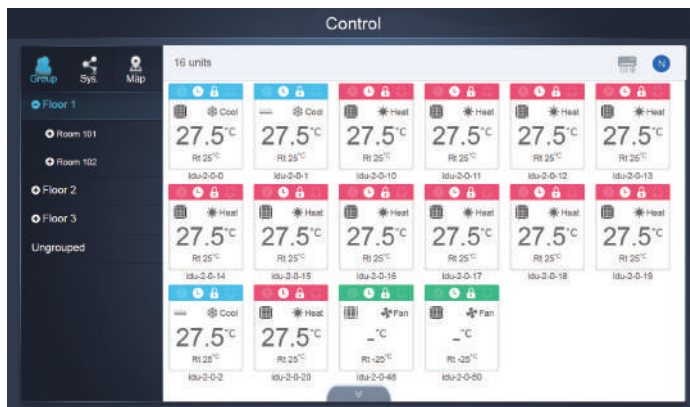 Control
Group Sys. Map
16 units
N
Floor 1
Room 101
Room 102
Floor 2
Floor 3
Ungrouped
Cool Cool Heat Heat Heat Heat
27.5°C 27.5°C 27.5°C 27.5°C 27.5°C 27.5°C
Rt 25°C Rt 25°C Rt 25°C Rt 25°C Rt 25°C Rt 25°C
idu-2-0-0 idu-2-0-1 idu-2-0-10 idu-2-0-11 idu-2-0-12 idu-2-0-13
Heat Heat Heat Heat Heat Heat
27.5°C 27.5°C 27.5°C 27.5°C 27.5°C 27.5°C
Rt 25°C Rt 25°C Rt 25°C Rt 25°C Rt 25°C Rt 25°C
idu-2-0-14 idu-2-0-15 idu-2-0-16 idu-2-0-17 idu-2-0-18 idu-2-0-19
Cool Heat Fan Fan
27.5°C 27.5°C _°C _°C
Rt 25°C Rt 25°C Rt -25°C Rt -25°C
idu-2-0-2 idu-2-0-20 idu-2-0-48 idu-2-0-50